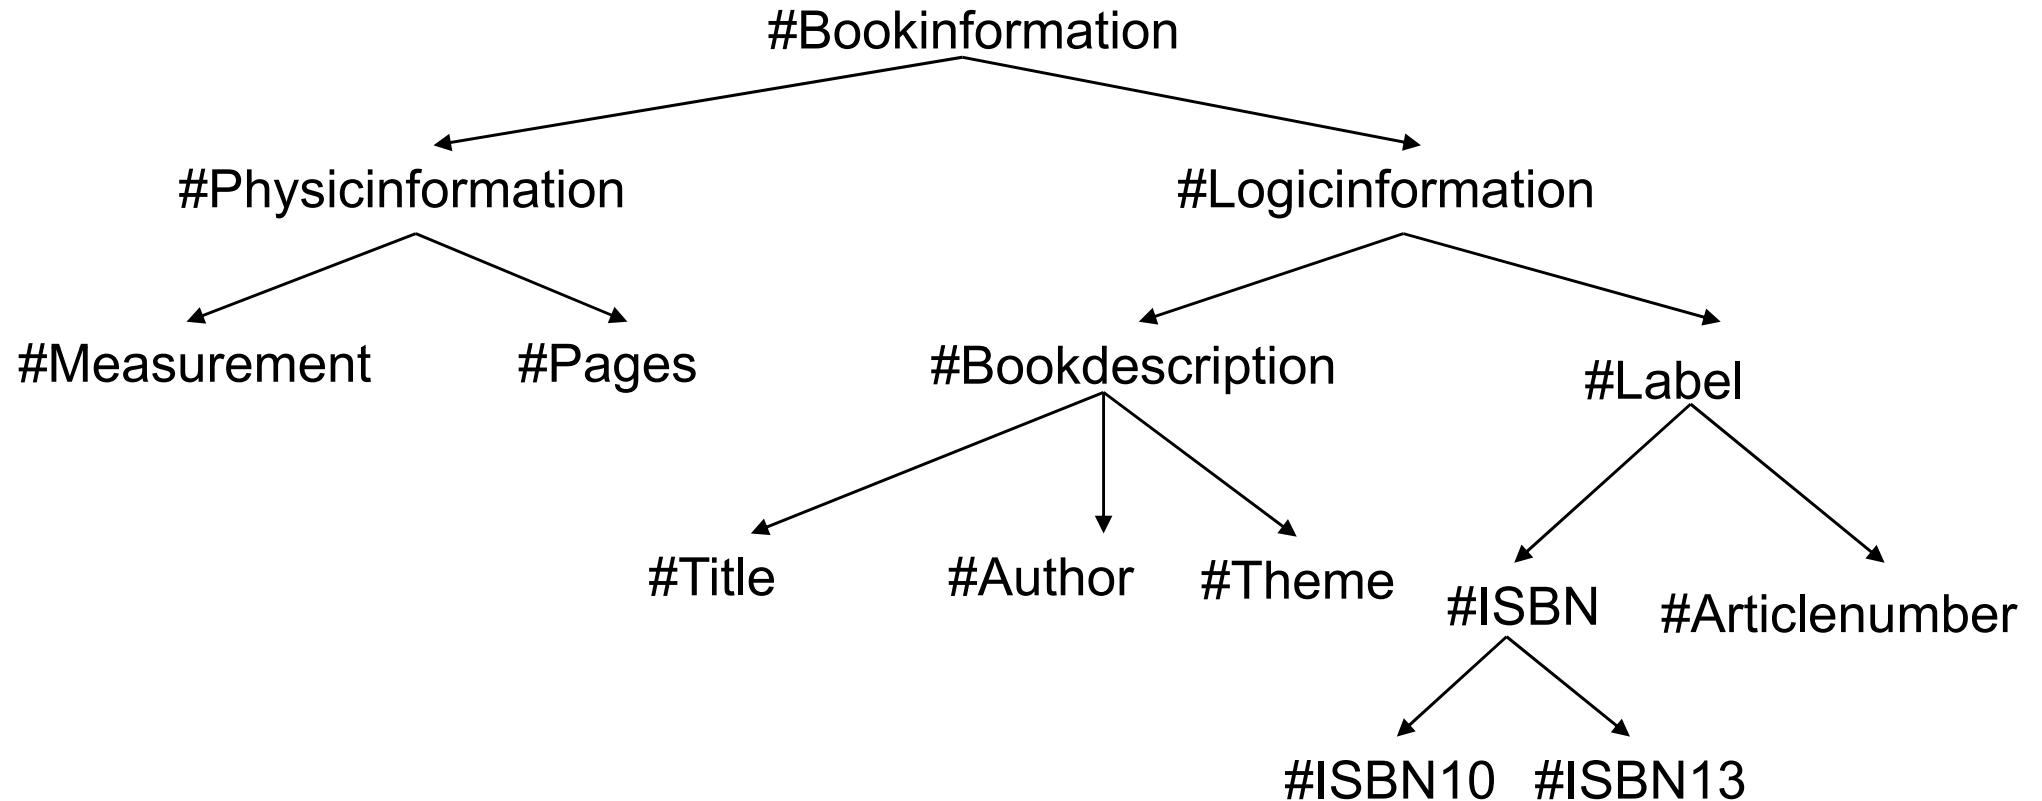 #Bookinformation
#Physicinformation #Logicinformation
#Measurement #Pages #Bookdescription #Label
#Title #Author #Theme #ISBN #Articlenumber
#ISBN10 #ISBN13